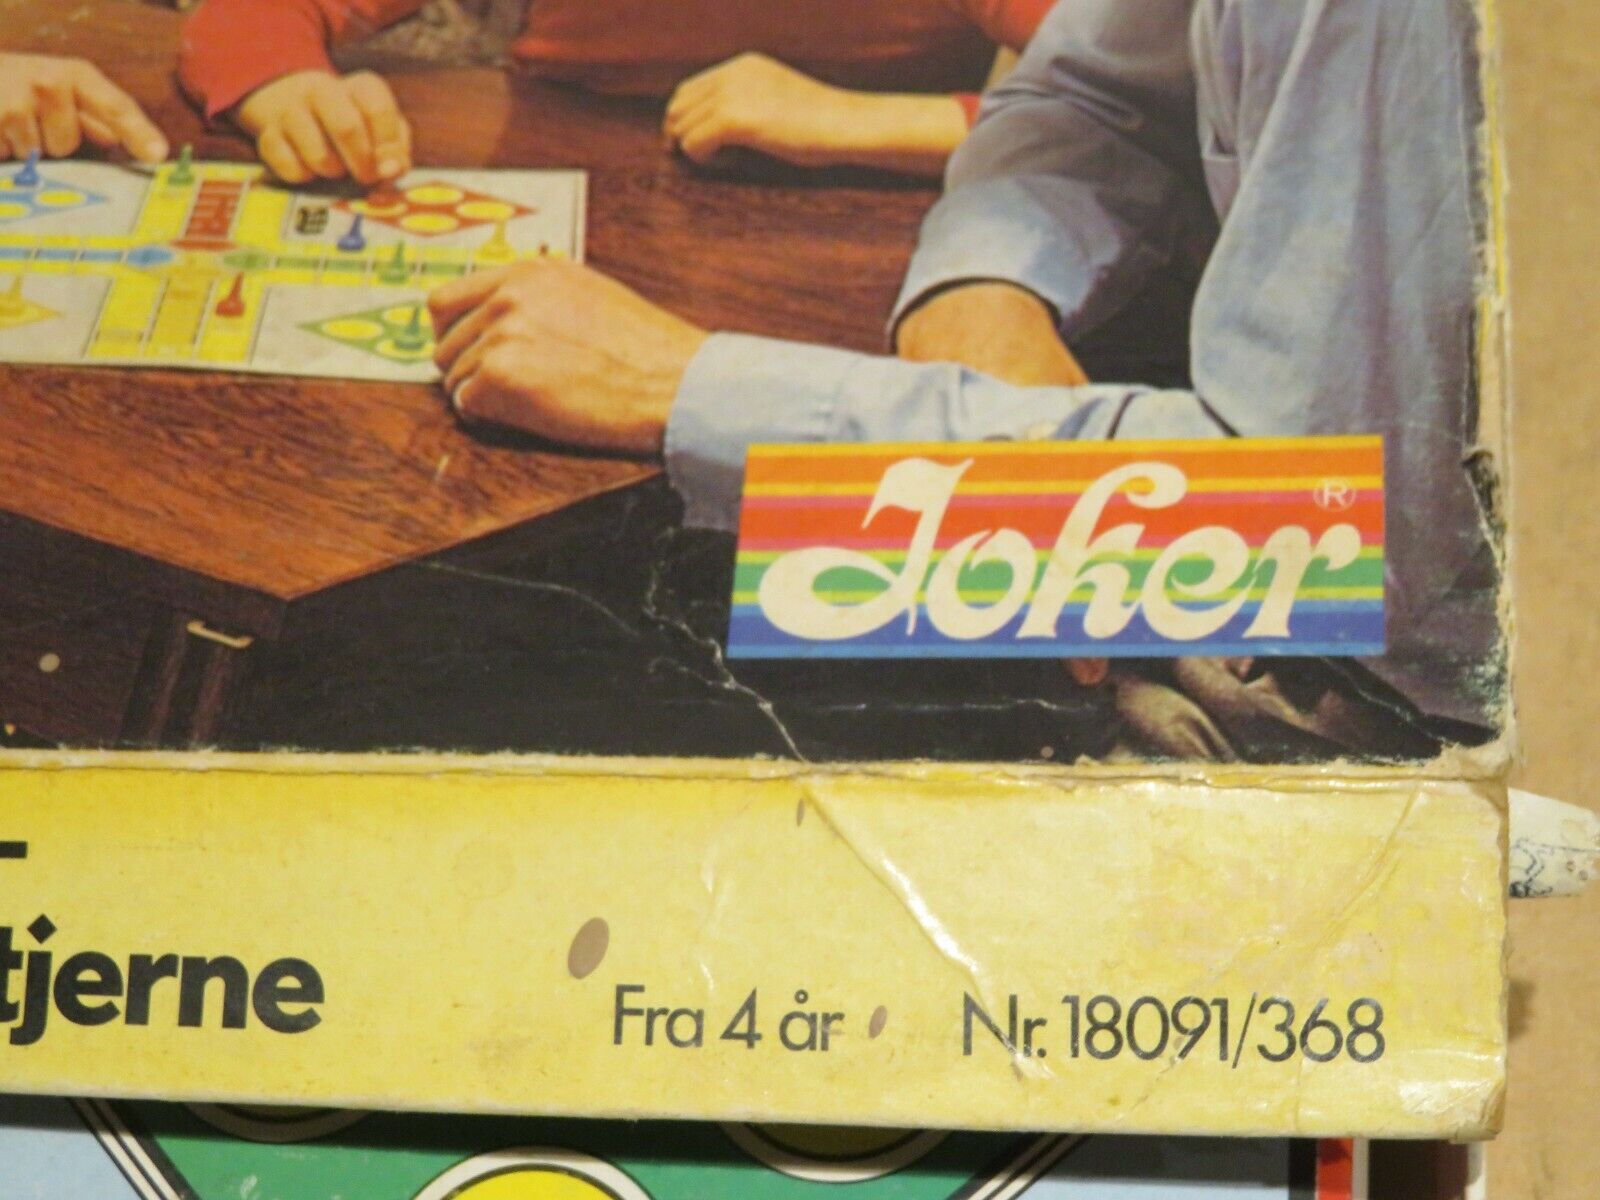 Joker ®
tjerne
Fra 4 år Nr. 18091/368